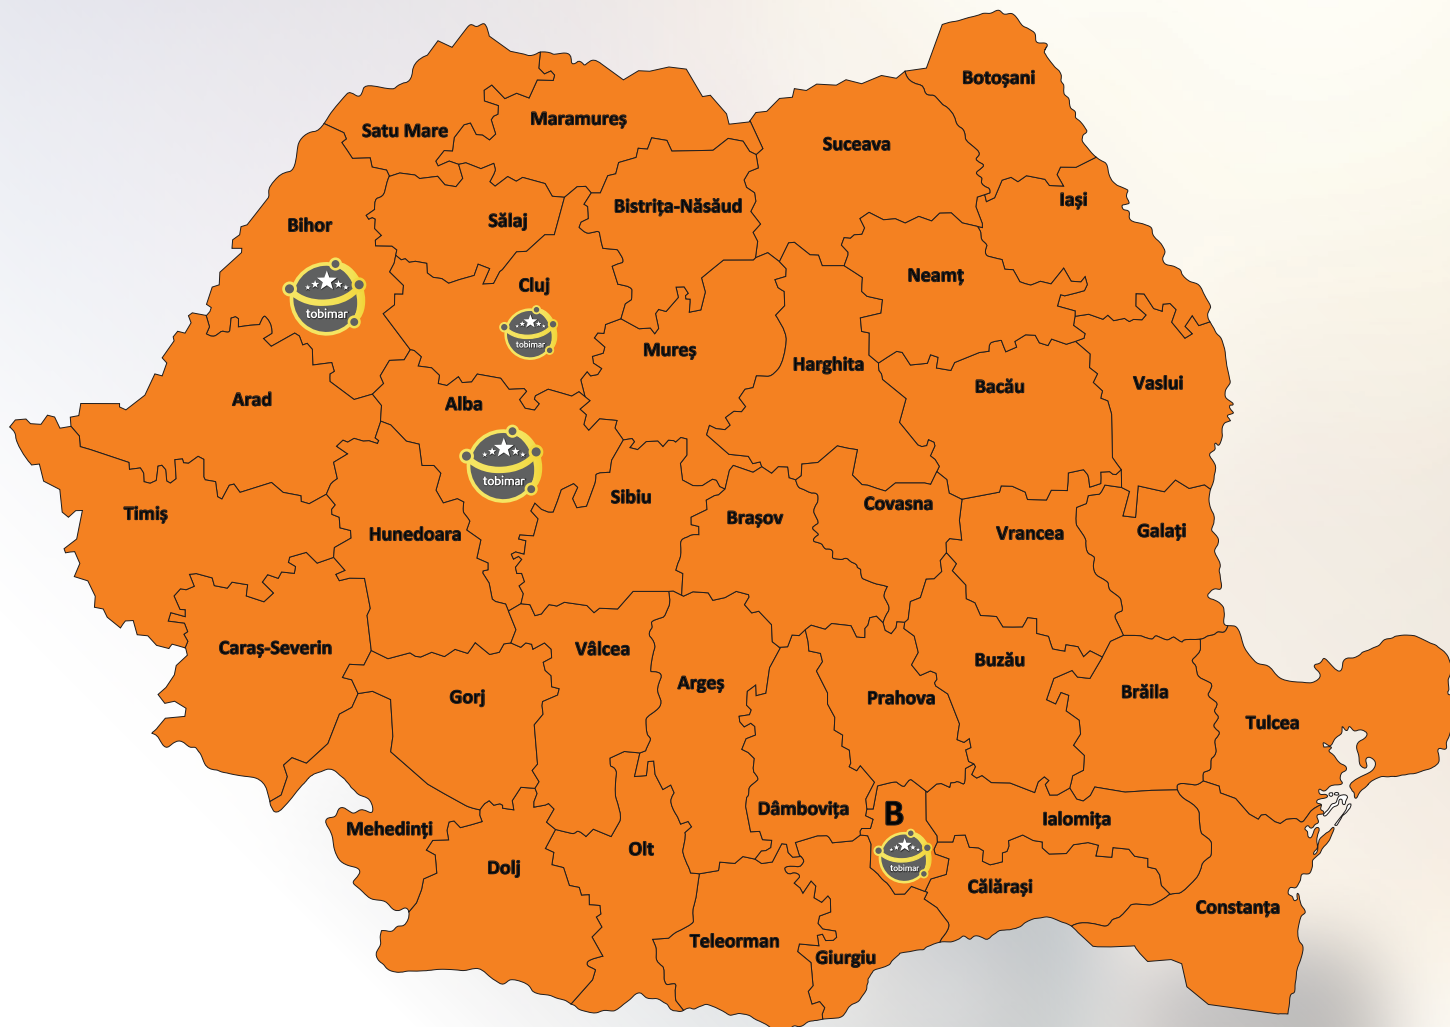 Botoșani
Satu Mare
Maramureș
Suceava
Iași
Bistrița-Năsăud
Sălaj
Bihor
Neamț
Cluj
tobimar
tobimar
Mureș
Harghita
Bacău
Vaslui
Arad
Alba
tobimar
Sibiu
Covasna
Timiș
Brașov
Hunedoara
Vrancea
Galați
Caraș-Severin
Vâlcea
Buzău
Argeș
Gorj
Prahova
Brăila
Tulcea
Dâmbovița
B
Ialomița
Mehedinți
Olt
Dolj
tobimar
Călărași
Constanța
Teleorman
Giurgiu